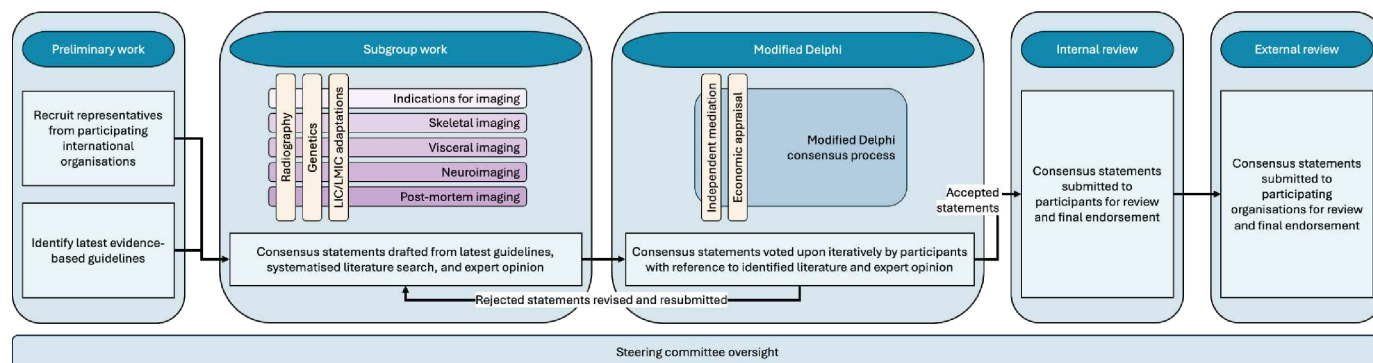 Preliminary work
Recruit representatives
from participating
international
organisations
Identify latest evidence-
based guidelines
Subgroup work
Radiography
Genetics
LIC/LMIC adaptations
Indications for imaging
Skeletal imaging
Visceral imaging
Neuroimaging
Post-mortem imaging
Consensus statements drafted from latest guidelines,
systematised literature search, and expert opinion
Modified Delphi
Independent mediation
Economic appraisal
Modified Delphi
consensus process
Consensus statements voted upon iteratively by participants
with reference to identified literature and expert opinion
Rejected statements revised and resubmitted
Accepted
statements
Internal review
Consensus statements
submitted to
participants for review
and final endorsement
External review
Consensus statements
submitted to
participating
organisations for review
and final endorsement
Steering committee oversight